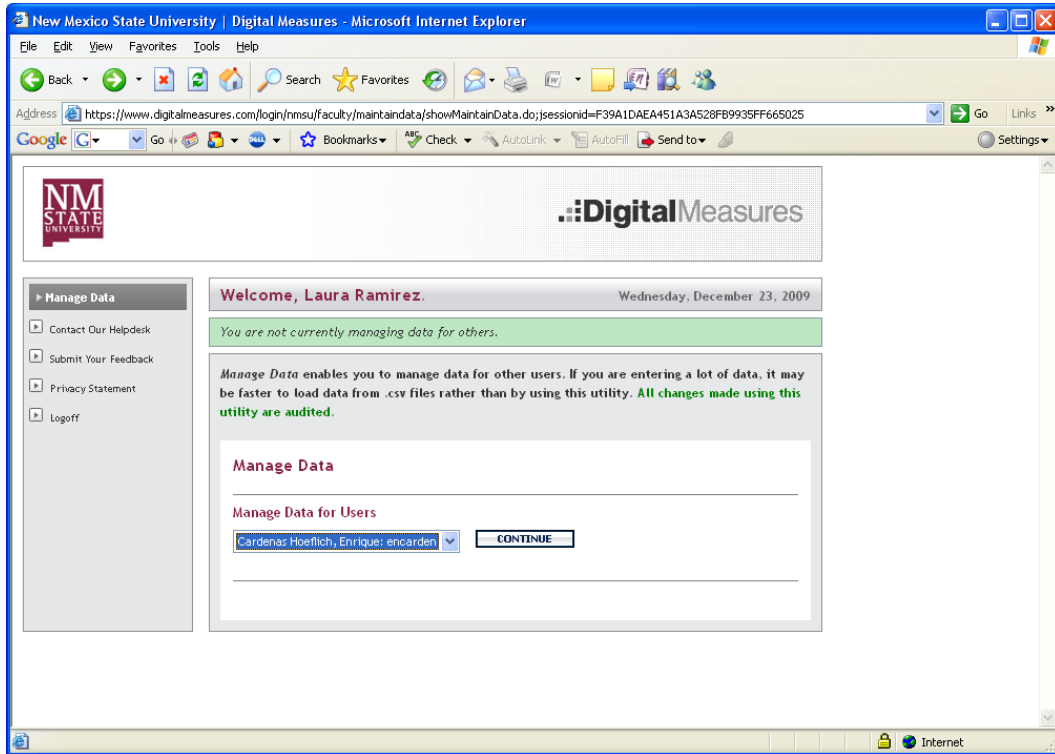 New Mexico State University | Digital Measures - Microsoft Internet Explorer
File Edit View Favorites Tools Help
Back Search Favorites
Address https://www.digitalmeasures.com/login/nmsu/faculty/maintaindata/showMaintainData.do;jsessionid=F39A1DAEA451A3A528FB9935FF665025 Go Links »
Google G Go Bookmarks ABC Check AutoLink AutoFill Send to Settings
NM
STATE
UNIVERSITY
.:iDigitalMeasures
Manage Data
Contact Our Helpdesk
Submit Your Feedback
Privacy Statement
Logoff
Welcome, Laura Ramirez. Wednesday, December 23, 2009
You are not currently managing data for others.
Manage Data enables you to manage data for other users. If you are entering a lot of data, it may
be faster to load data from .csv files rather than by using this utility. All changes made using this
utility are audited.
Manage Data
Manage Data for Users
Cardenas Hoeflich, Enrique: encarden CONTINUE
Internet